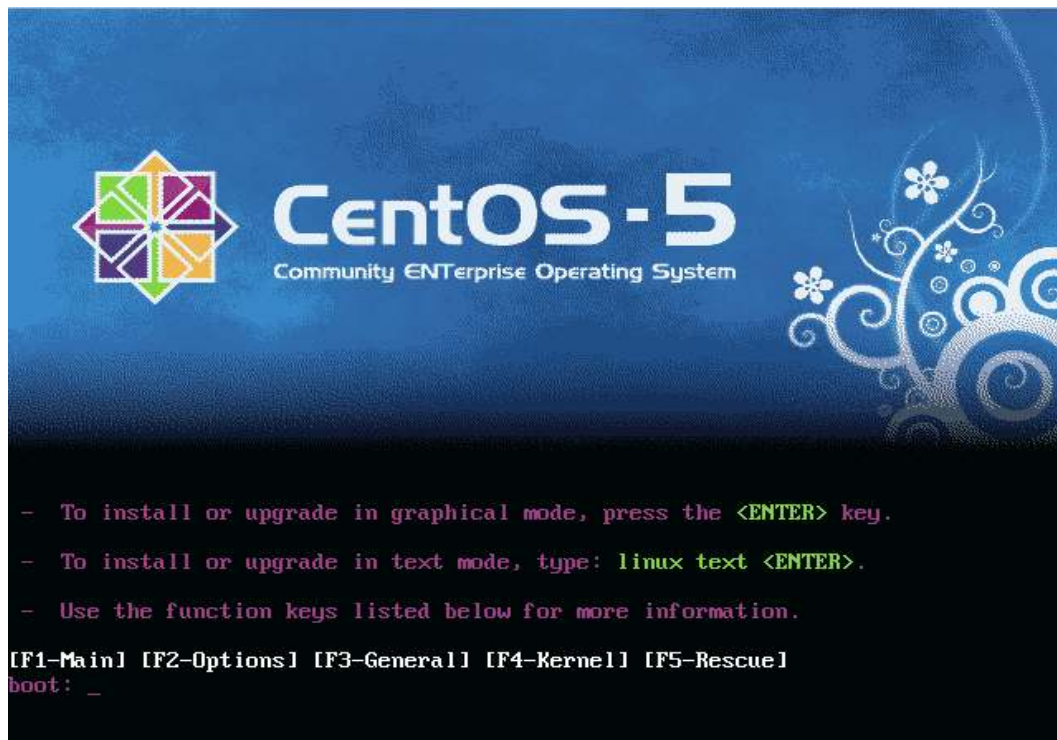 CentOS-5
Community ENTerprise Operating System
- To install or upgrade in graphical mode, press the <ENTER> key.
- To install or upgrade in text mode, type: linux text <ENTER>.
- Use the function keys listed below for more information.
[F1-Main] [F2-Options] [F3-General] [F4-Kernel] [F5-Rescue]
boot: _